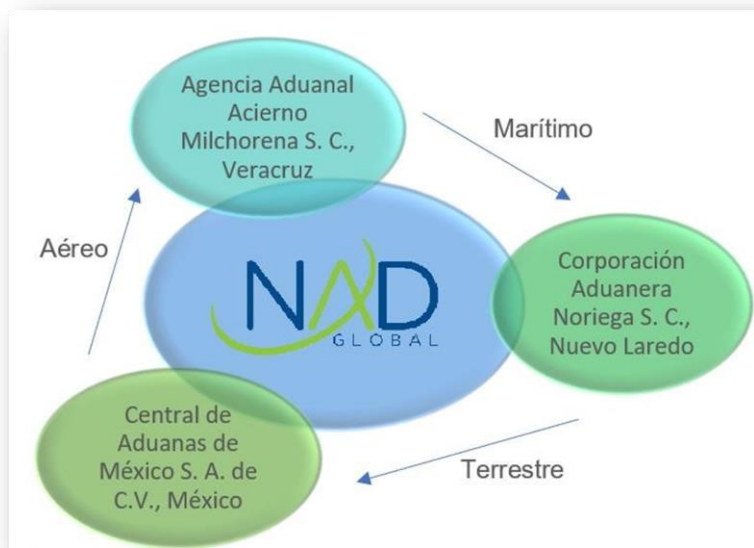 Agencia Aduanal
Acierno
Milchorena S. C.,
Veracruz
Marítimo
Aéreo
NAD
GLOBAL
Corporación
Aduanera
Noriega S. C.,
Nuevo Laredo
Central de
Aduanas de
México S. A. de
C.V., México
Terrestre